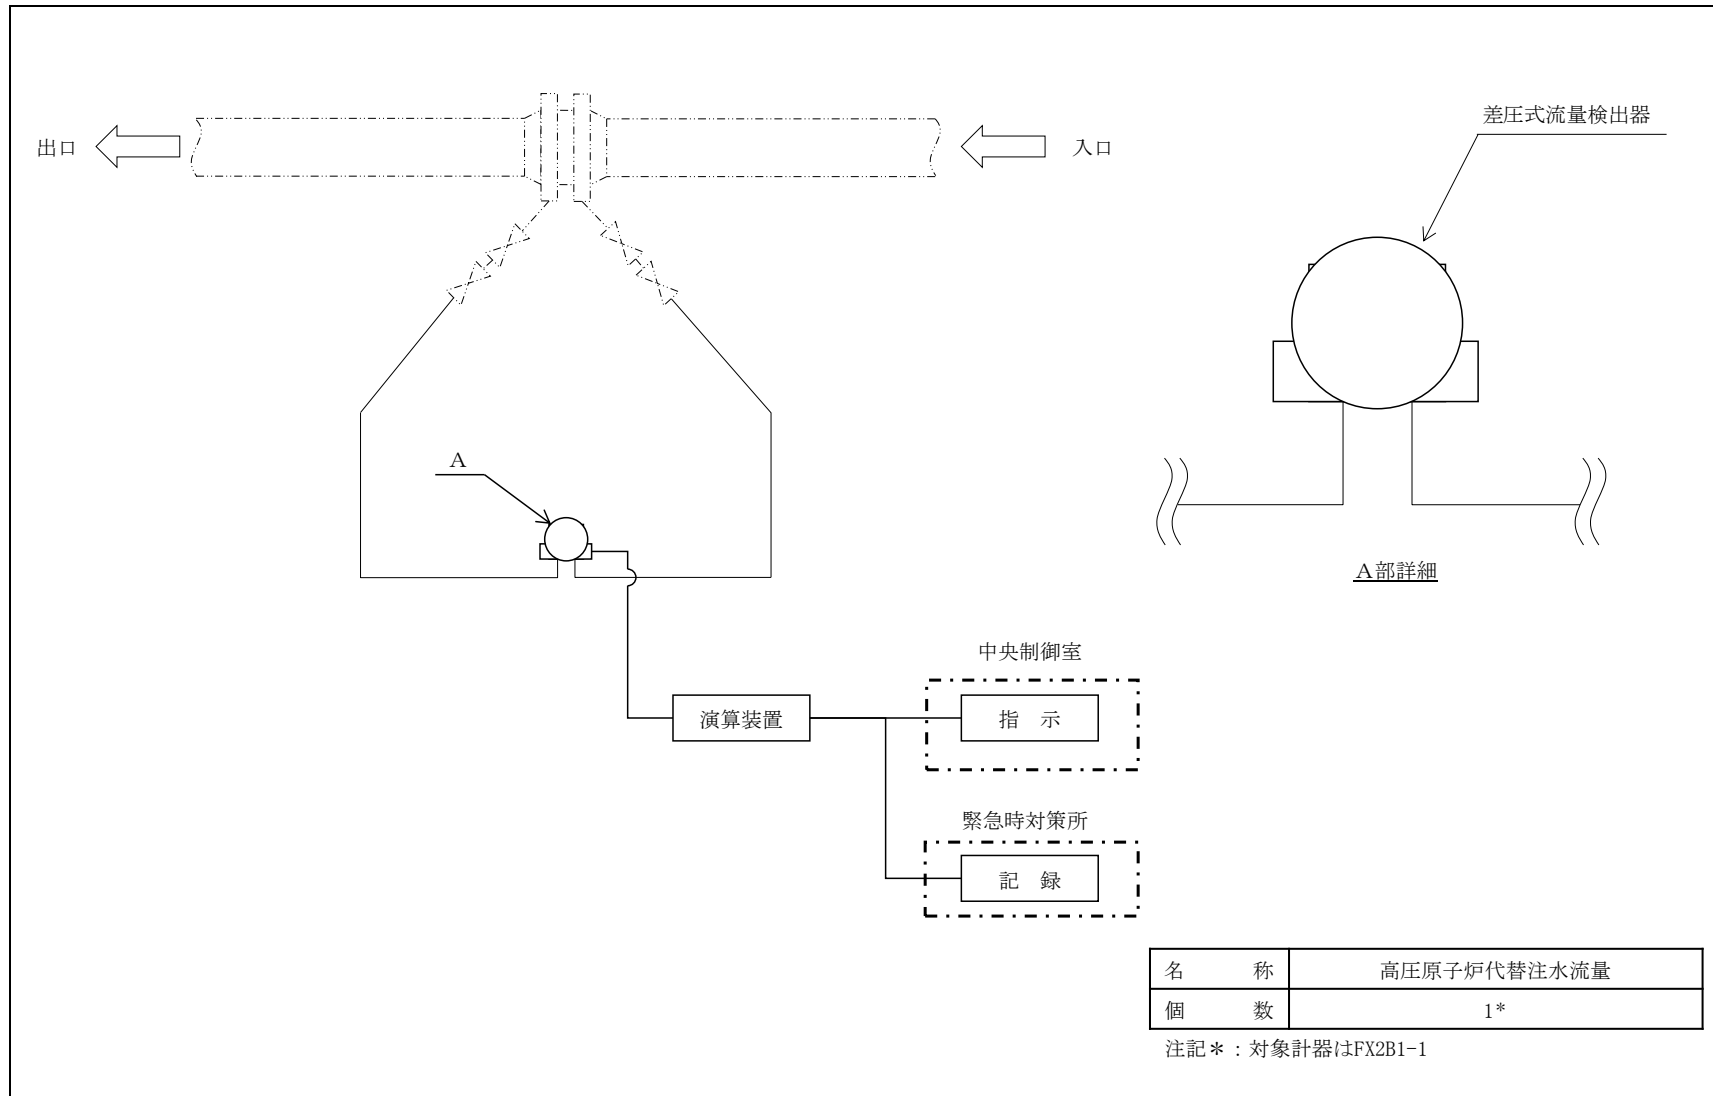 差圧式流量検出器
出口
入口
A
A部詳細
中央制御室
演算装置
指 示
緊急時対策所
記 録
名 称 高圧原子炉代替注水流量
個 数 1*
注記*:対象計器はFX2B1-1